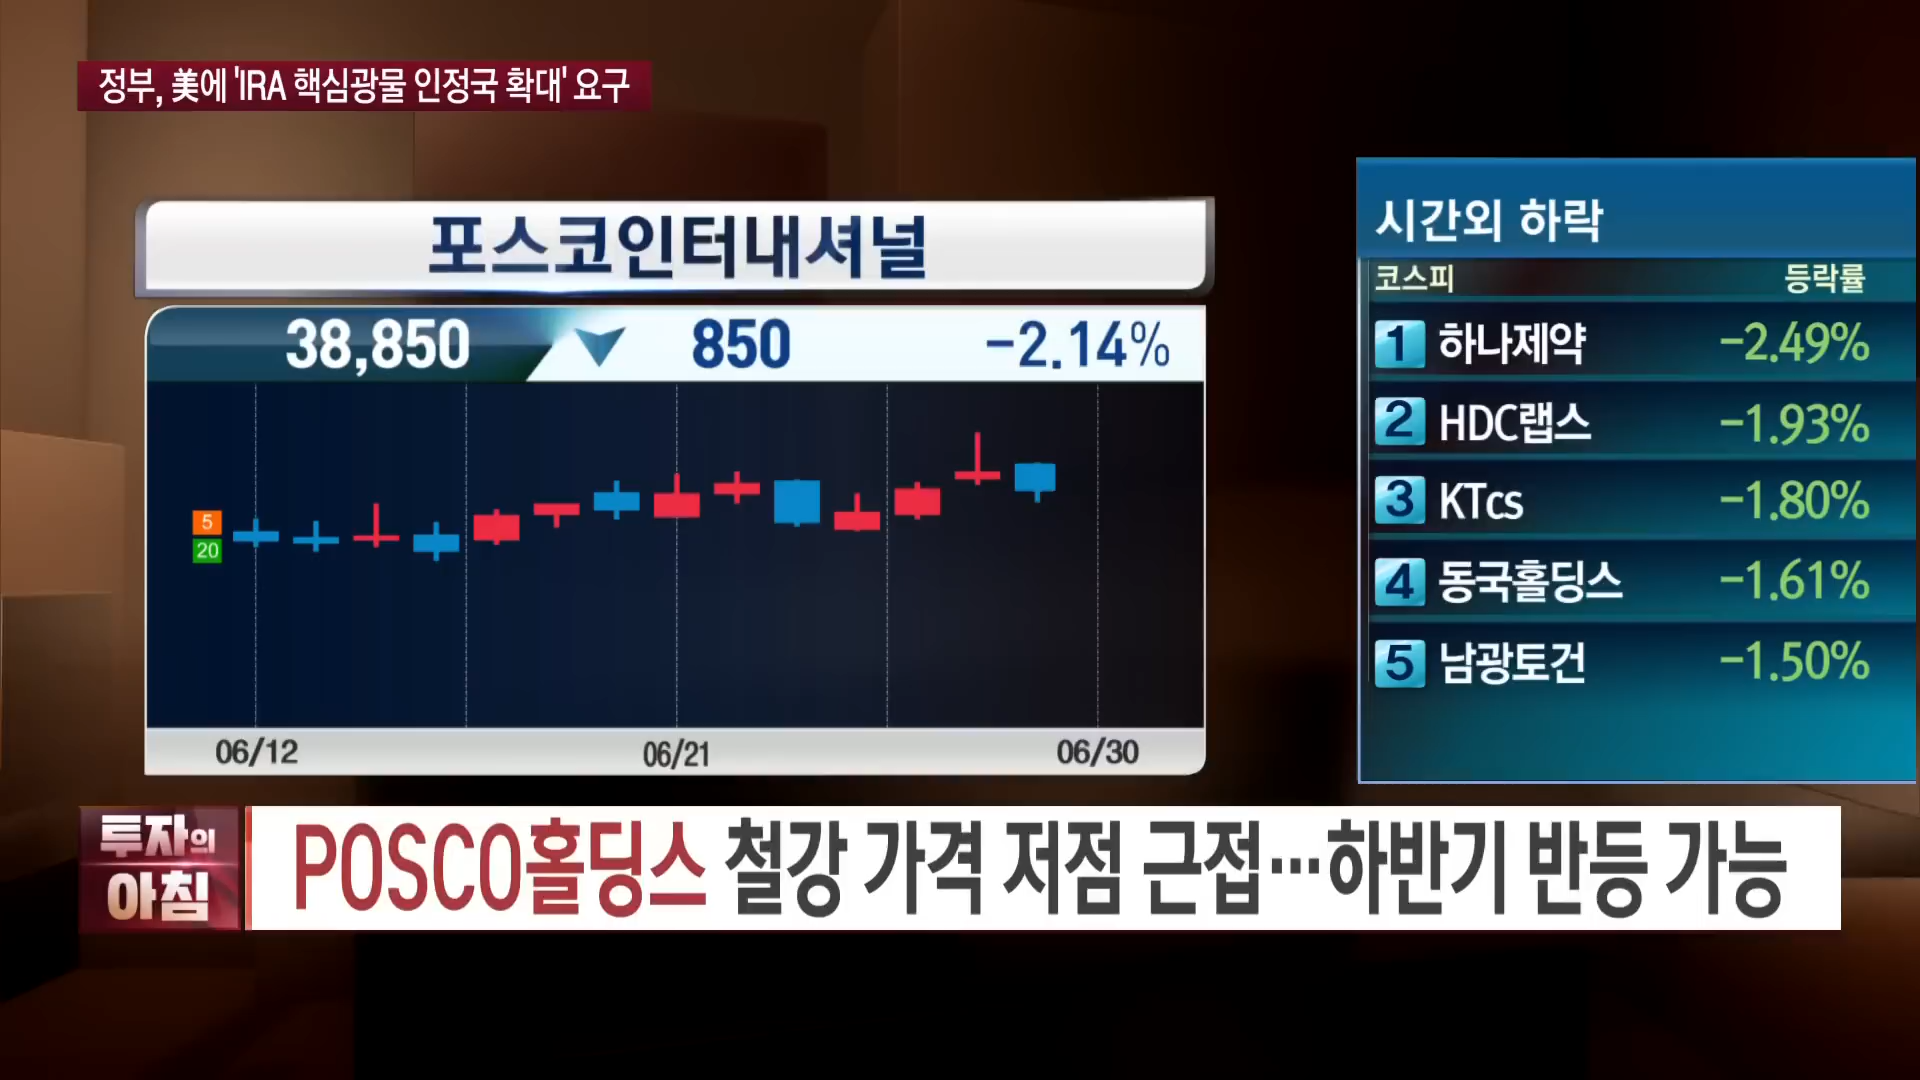 정부, 美에 'IRA 핵심광물 인정국 확대' 요구
포스코인터내셔널
38,850 ▼ 850 -2.14%
5
20
06/12 06/21 06/30
시간외 하락
코스피 등락률
1 하나제약 -2.49%
2 HDC랩스 -1.93%
3 KTcs -1.80%
4 동국홀딩스 -1.61%
5 남광토건 -1.50%
투자의
아침
POSCO홀딩스 철강 가격 저점 근접…하반기 반등 가능